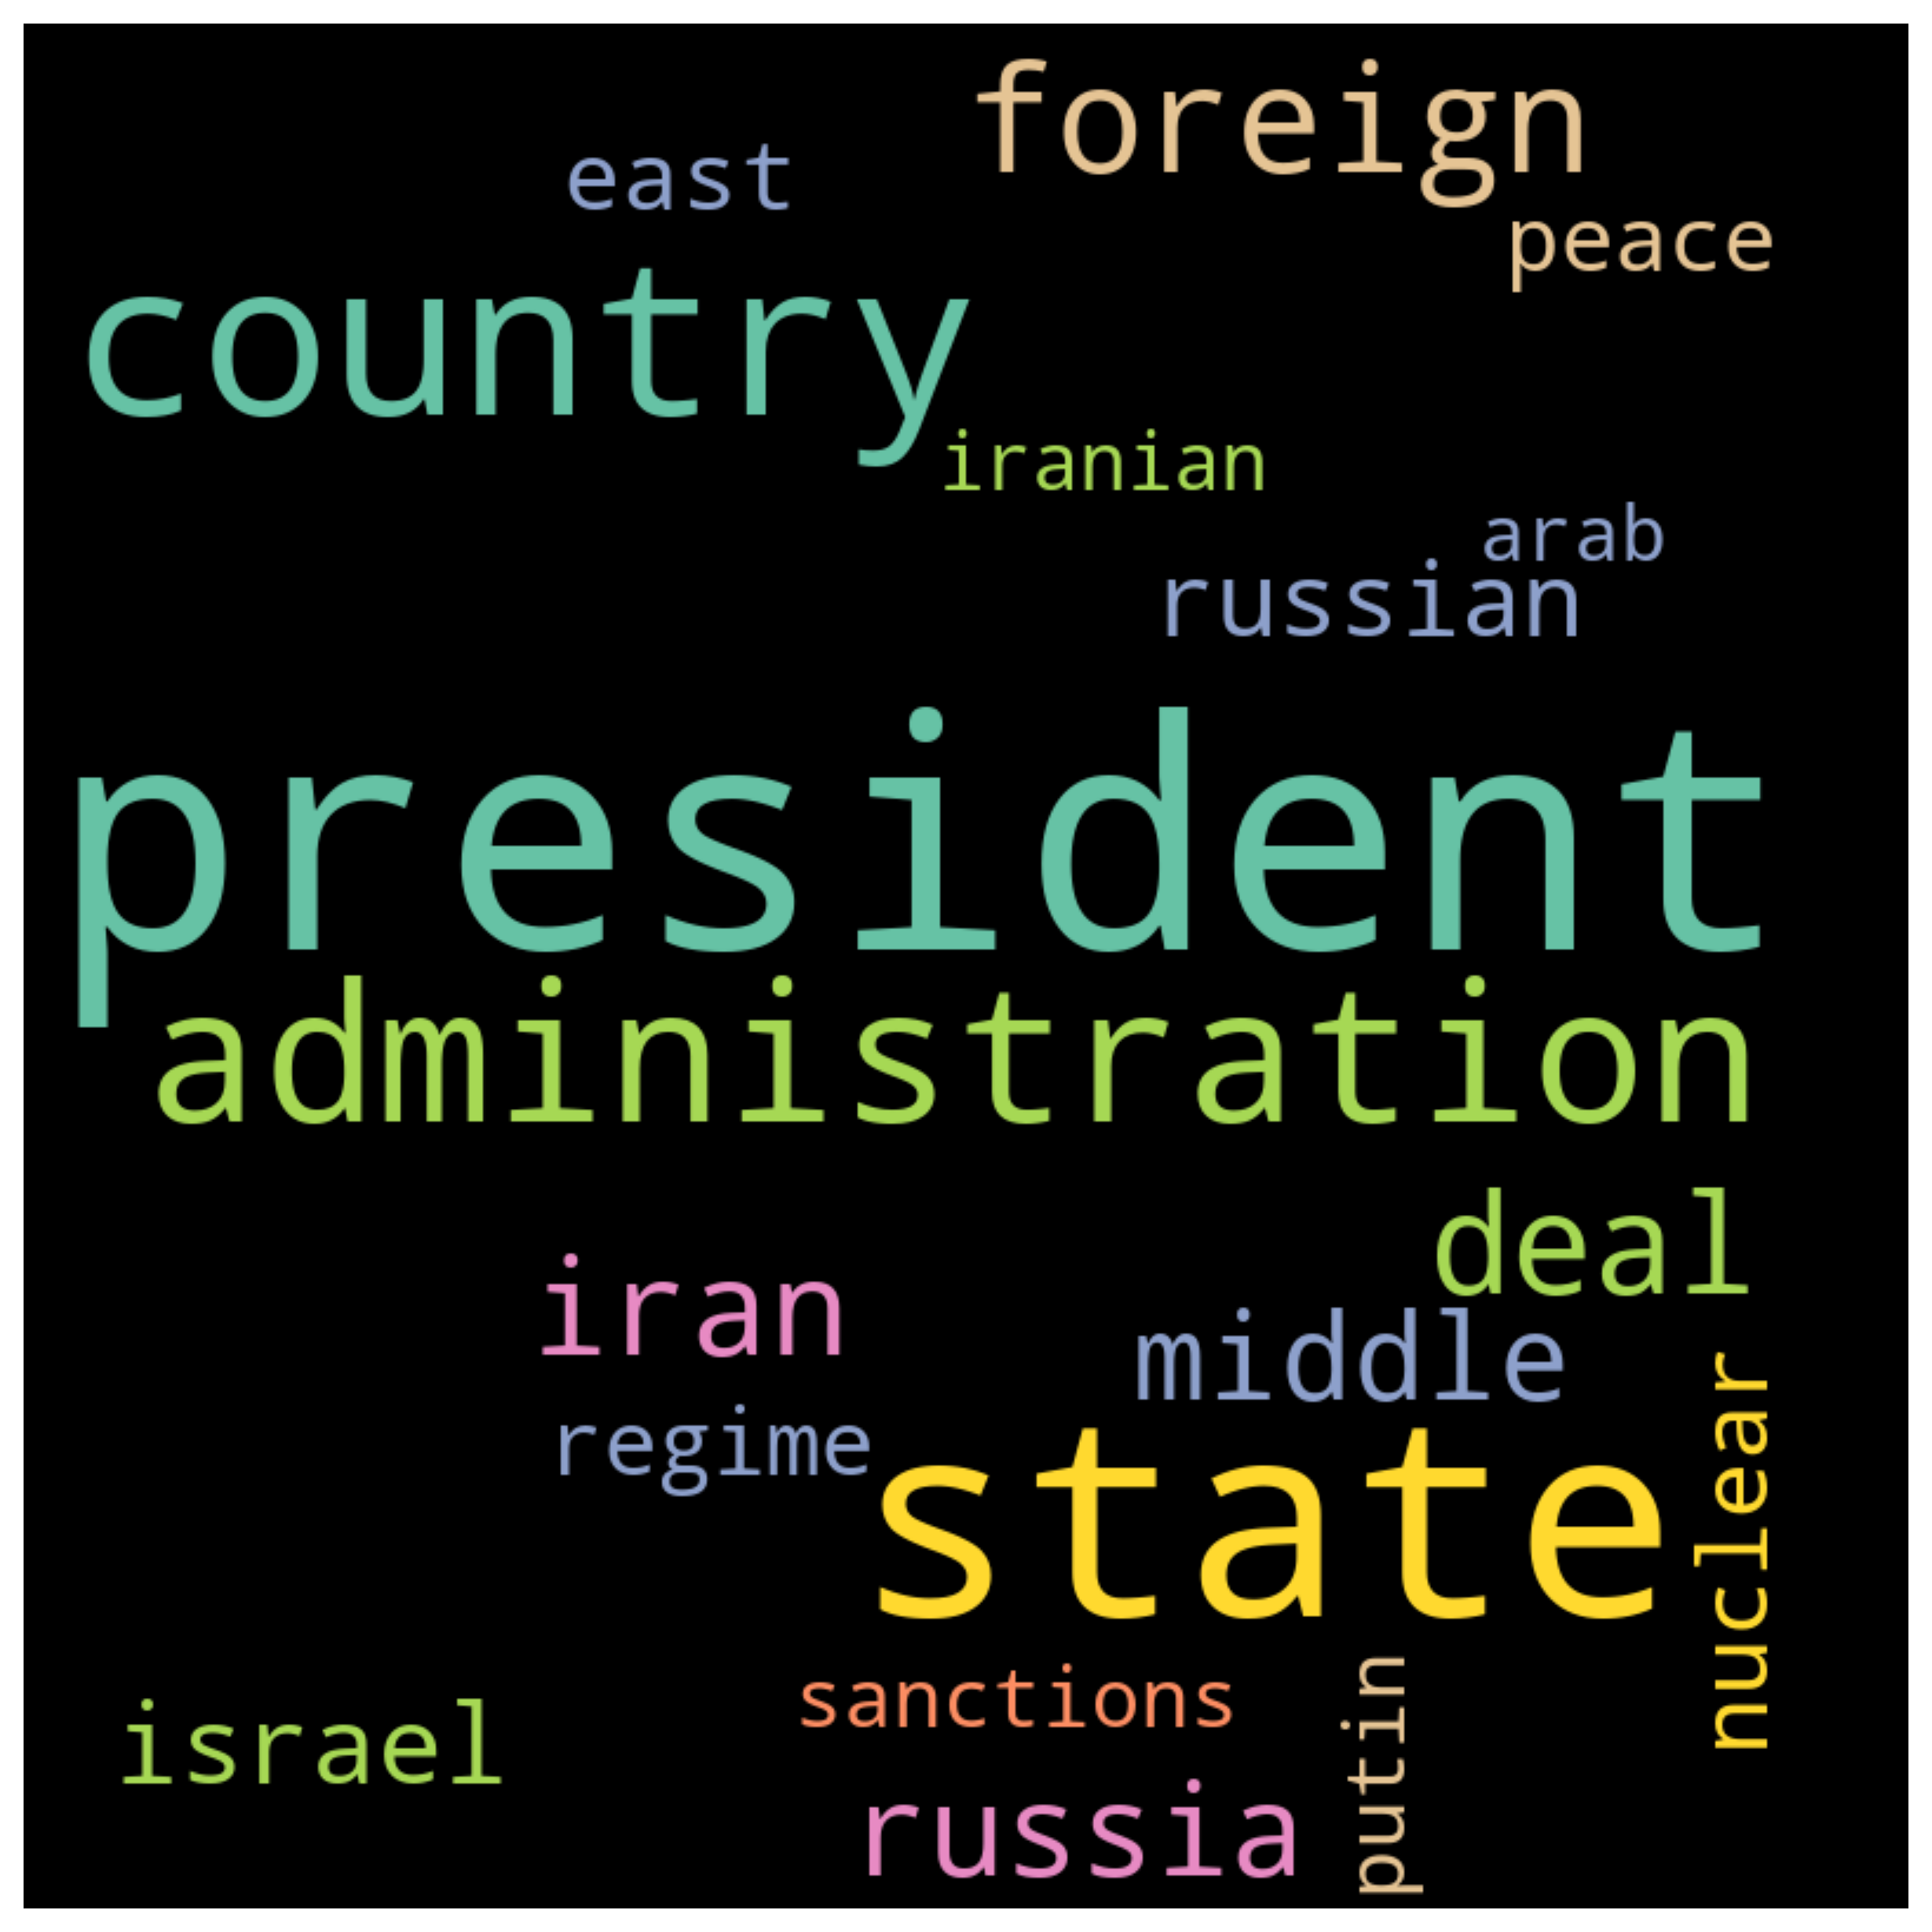 foreign
east
peace
country
iranian
arab
russian
president
administration
deal
iran
middle
nuclear
regime
state
sanctions
putin
israel
russia